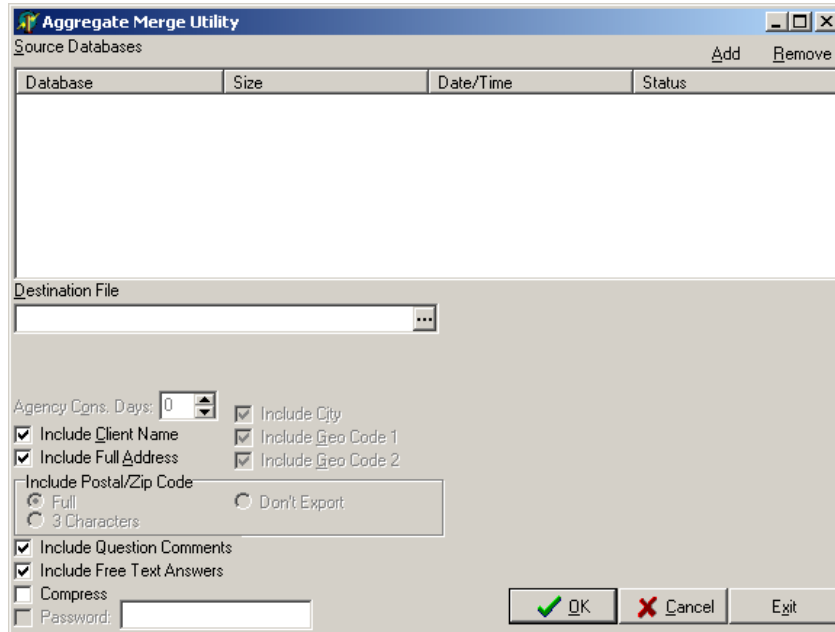 Aggregate Merge Utility
Source Databases
Add Remove
Database Size Date/Time Status
Destination File
...
Agency Cons. Days: 0
Include City
Include Client Name
Include Geo Code 1
Include Full Address
Include Geo Code 2
Include Postal/Zip Code
Full
Don't Export
3 Characters
Include Question Comments
Include Free Text Answers
Compress
Password:
OK Cancel Exit